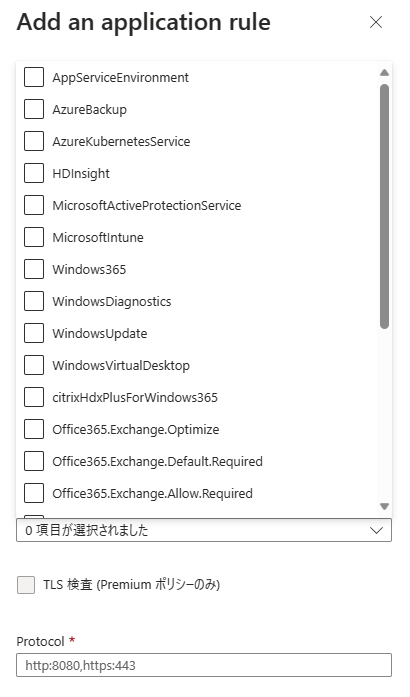 Add an application rule
AppServiceEnvironment
AzureBackup
AzureKubernetesService
HDInsight
MicrosoftActiveProtectionService
MicrosoftIntune
Windows365
WindowsDiagnostics
WindowsUpdate
WindowsVirtualDesktop
citrixHdxPlusForWindows365
Office365.Exchange.Optimize
Office365.Exchange.Default.Required
Office365.Exchange.Allow.Required
0 項目が選択されました
TLS 検査 (Premium ポリシーのみ)
Protocol *
http:8080,https:443